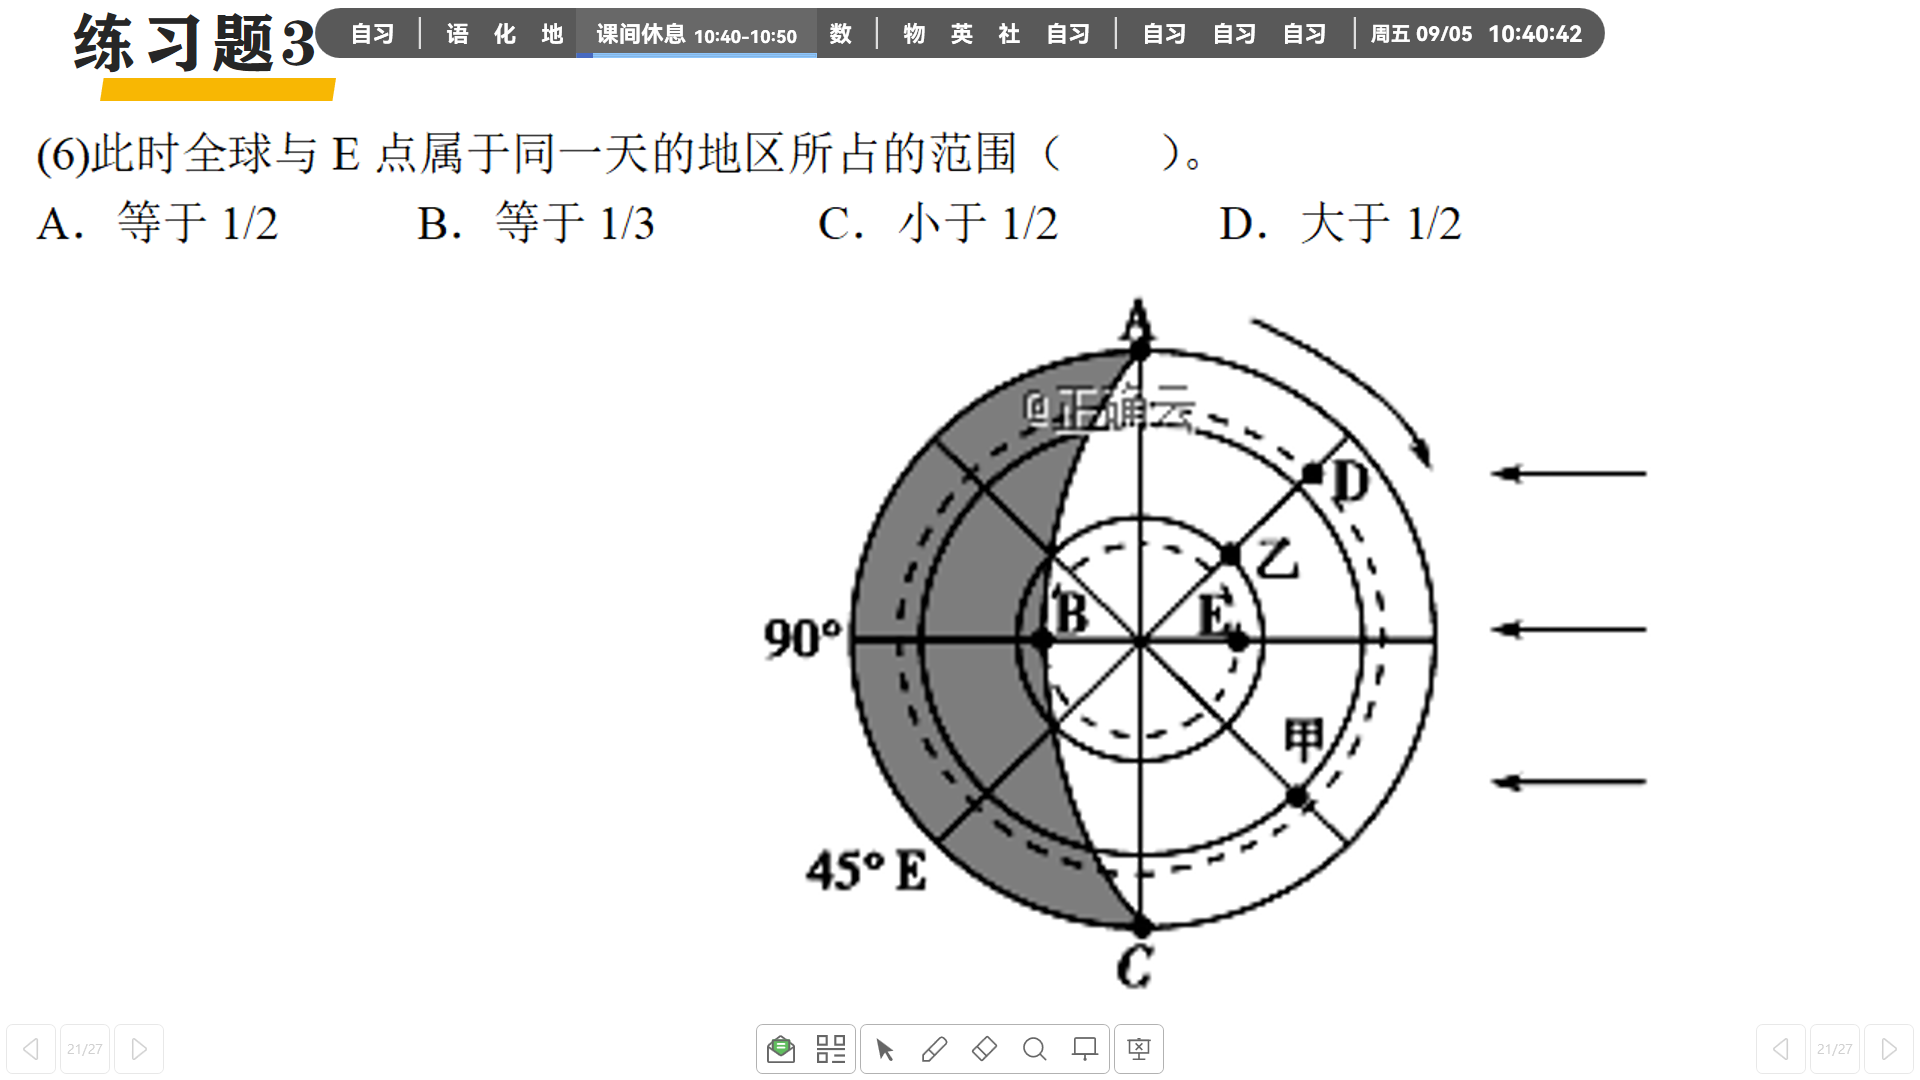 练习题3
自习 语 化 地 课间休息 10:40-10:50 数 物 英 社 自习 自习 自习 自习 周五 09/05 10:40:42
(6)此时全球与 E 点属于同一天的地区所占的范围（　　）。
A． 等于 1/2 B． 等于 1/3 C． 小于 1/2 D． 大于 1/2
A
@正确云
D
乙
B
E
90°
甲
45° E
C
21/27
21/27